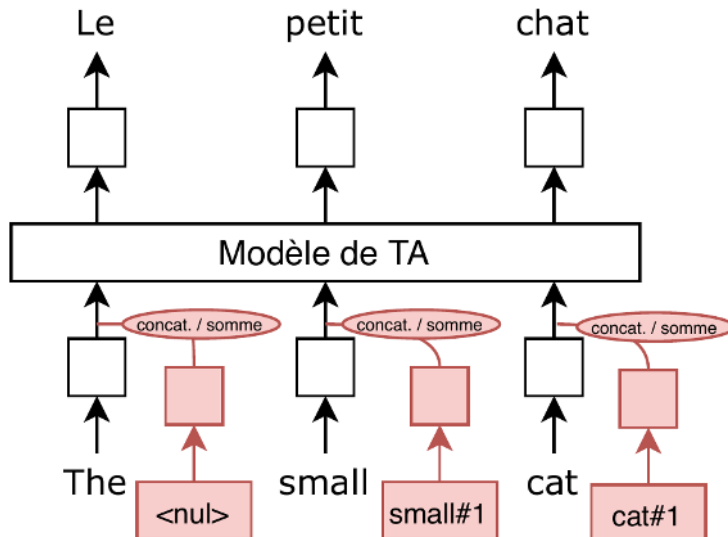 Le petit chat
Modèle de TA
concat. / somme concat. / somme concat. / somme
The small cat
<nul> small#1 cat#1